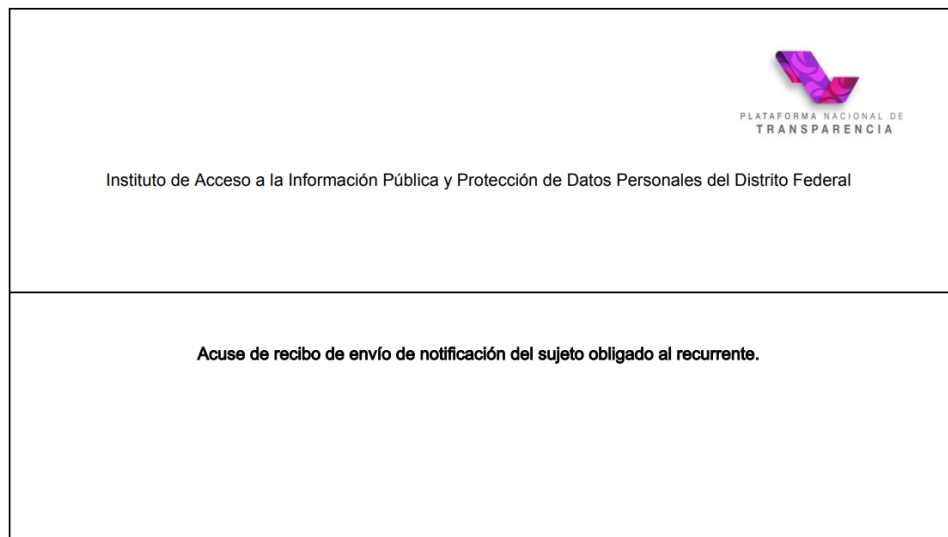 PLATAFORMA NACIONAL DE
TRANSPARENCIA
Instituto de Acceso a la Información Pública y Protección de Datos Personales del Distrito Federal
Acuse de recibo de envío de notificación del sujeto obligado al recurrente.